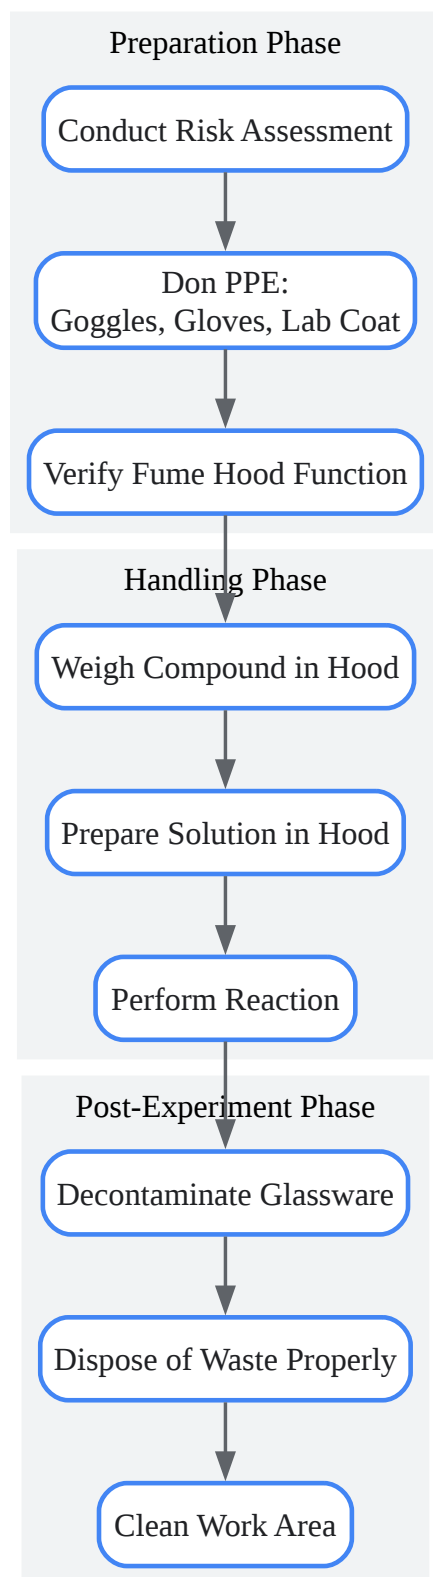 Preparation Phase
Conduct Risk Assessment
Don PPE:
Goggles, Gloves, Lab Coat
Verify Fume Hood Function
Handling Phase
Weigh Compound in Hood
Prepare Solution in Hood
Perform Reaction
Post-Experiment Phase
Decontaminate Glassware
Dispose of Waste Properly
Clean Work Area